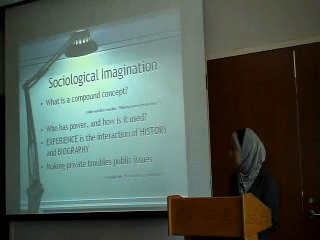 Sociological Imagination
• What is a compound concept?
• Who has power, and how is it used?
• EXPERIENCE is the interaction of HISTORY
and BIOGRAPHY
• Making private troubles public issues